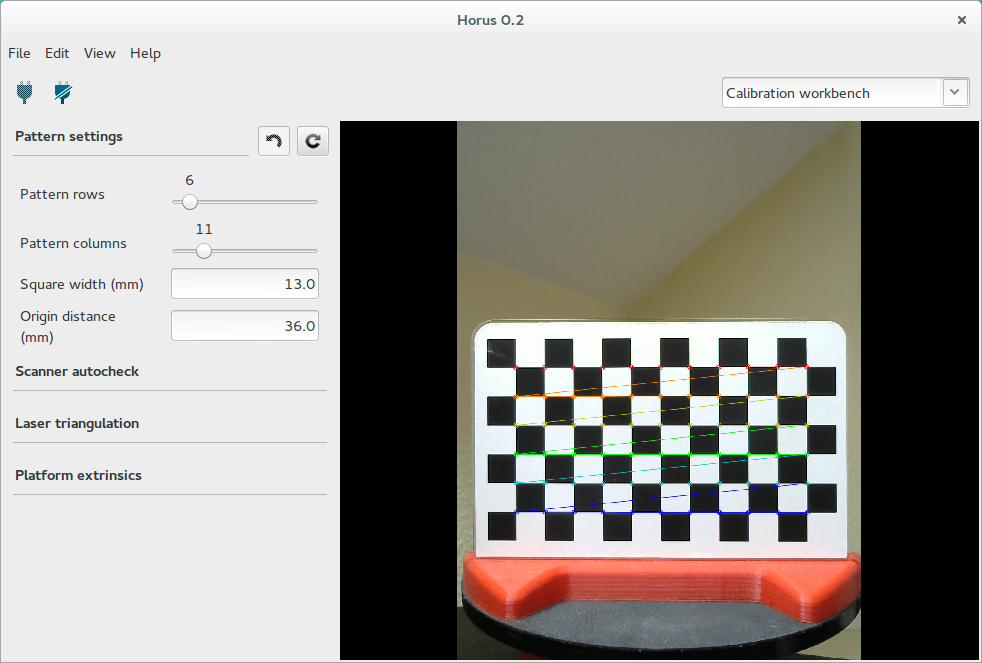 Horus 0.2
File Edit View Help
Calibration workbench
Pattern settings
6
Pattern rows
11
Pattern columns
Square width (mm) 13.0
Origin distance
(mm)
36.0
Scanner autocheck
Laser triangulation
Platform extrinsics